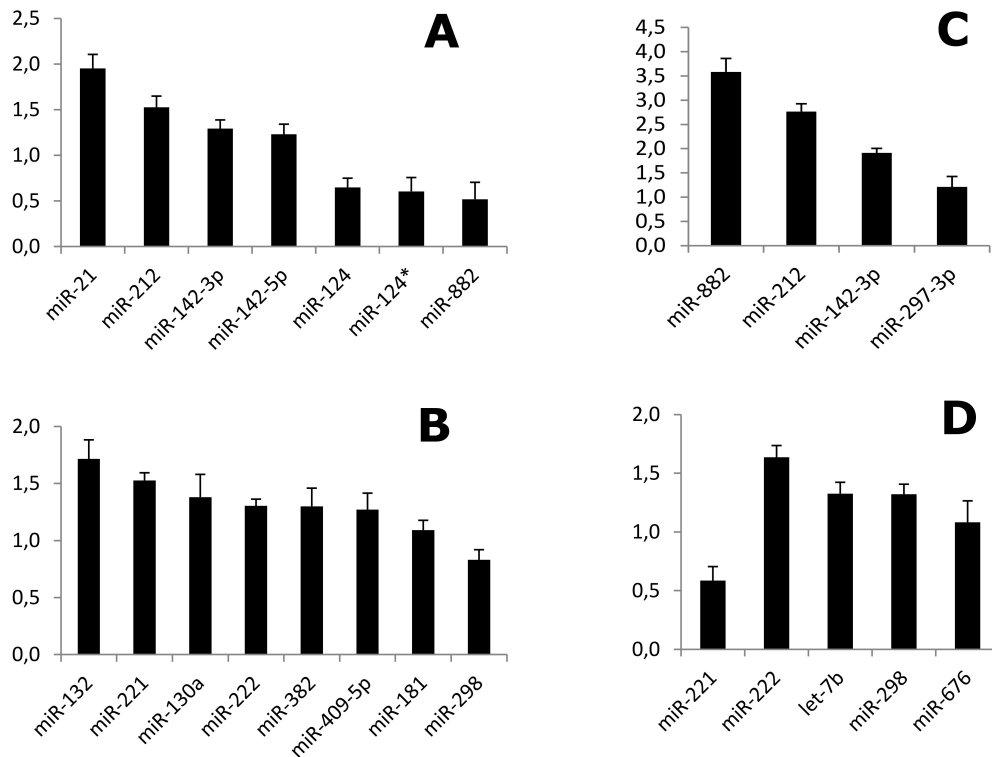 A
2,5
2,0
1,5
1,0
0,5
0,0
miR-21
miR-212
miR-142-3p
miR-142-5p
miR-124
miR-124*
miR-882
C
4,5
4,0
3,5
3,0
2,5
2,0
1,5
1,0
0,5
0,0
miR-882
miR-212
miR-142-3p
miR-297-3p
B
2,0
1,5
1,0
0,5
0,0
miR-132
miR-221
miR-130a
miR-222
miR-382
miR-409-5p
miR-181
miR-298
D
2,0
1,5
1,0
0,5
0,0
miR-221
miR-222
let-7b
miR-298
miR-676